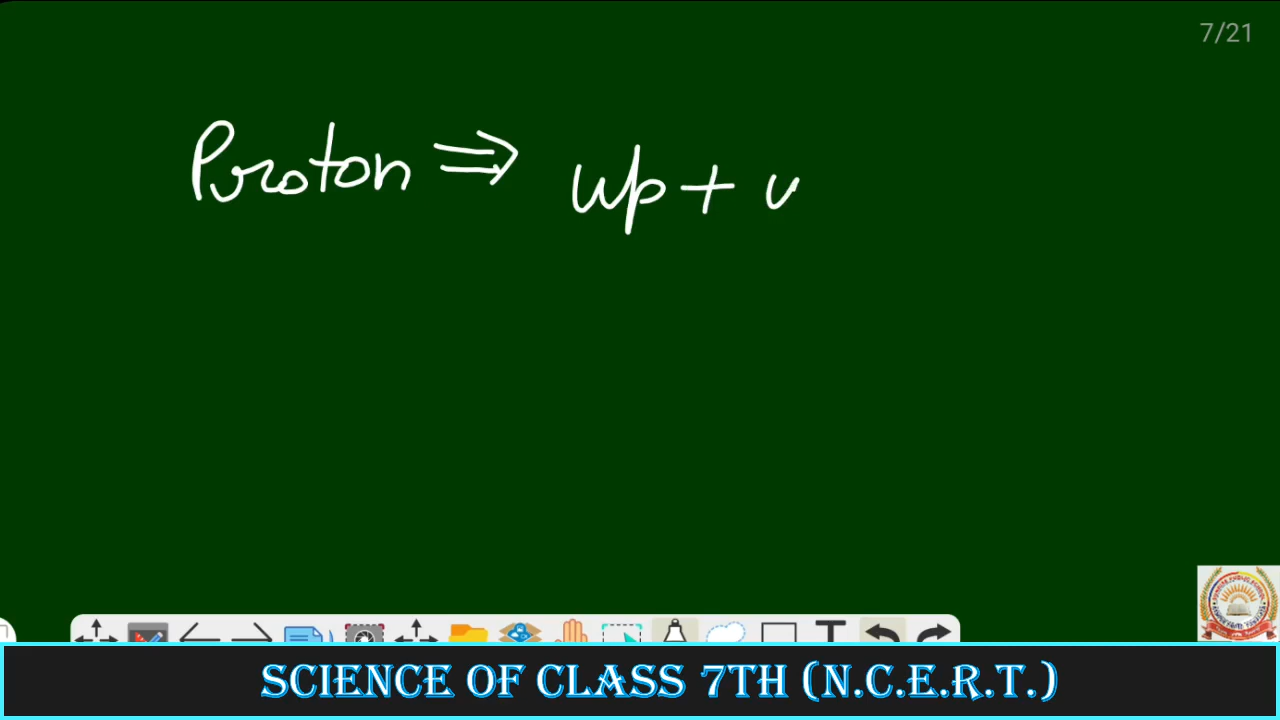 7/21
Proton ⇒ up + u
T
SCIENCE OF CLASS 7TH (N.C.E.R.T.)